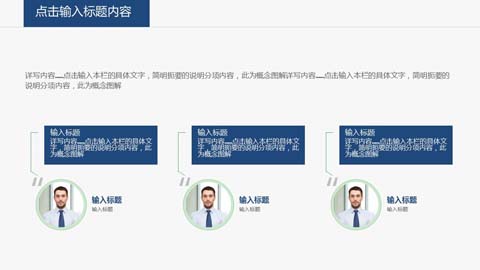 点击输入标题内容
详写内容……点击输入本栏的具体文字，简明扼要的说明分项内容，此为概念图解详写内容……点击输入本栏的具体文字，简明扼要的
说明分项内容，此为概念图解
输入标题
详写内容……点击输入本栏的具体文
字，简明扼要的说明分项内容，此
为概念图解
输入标题
输入标题
输入标题
详写内容……点击输入本栏的具体文
字，简明扼要的说明分项内容，此
为概念图解
输入标题
输入标题
输入标题
详写内容……点击输入本栏的具体文
字，简明扼要的说明分项内容，此
为概念图解
输入标题
输入标题